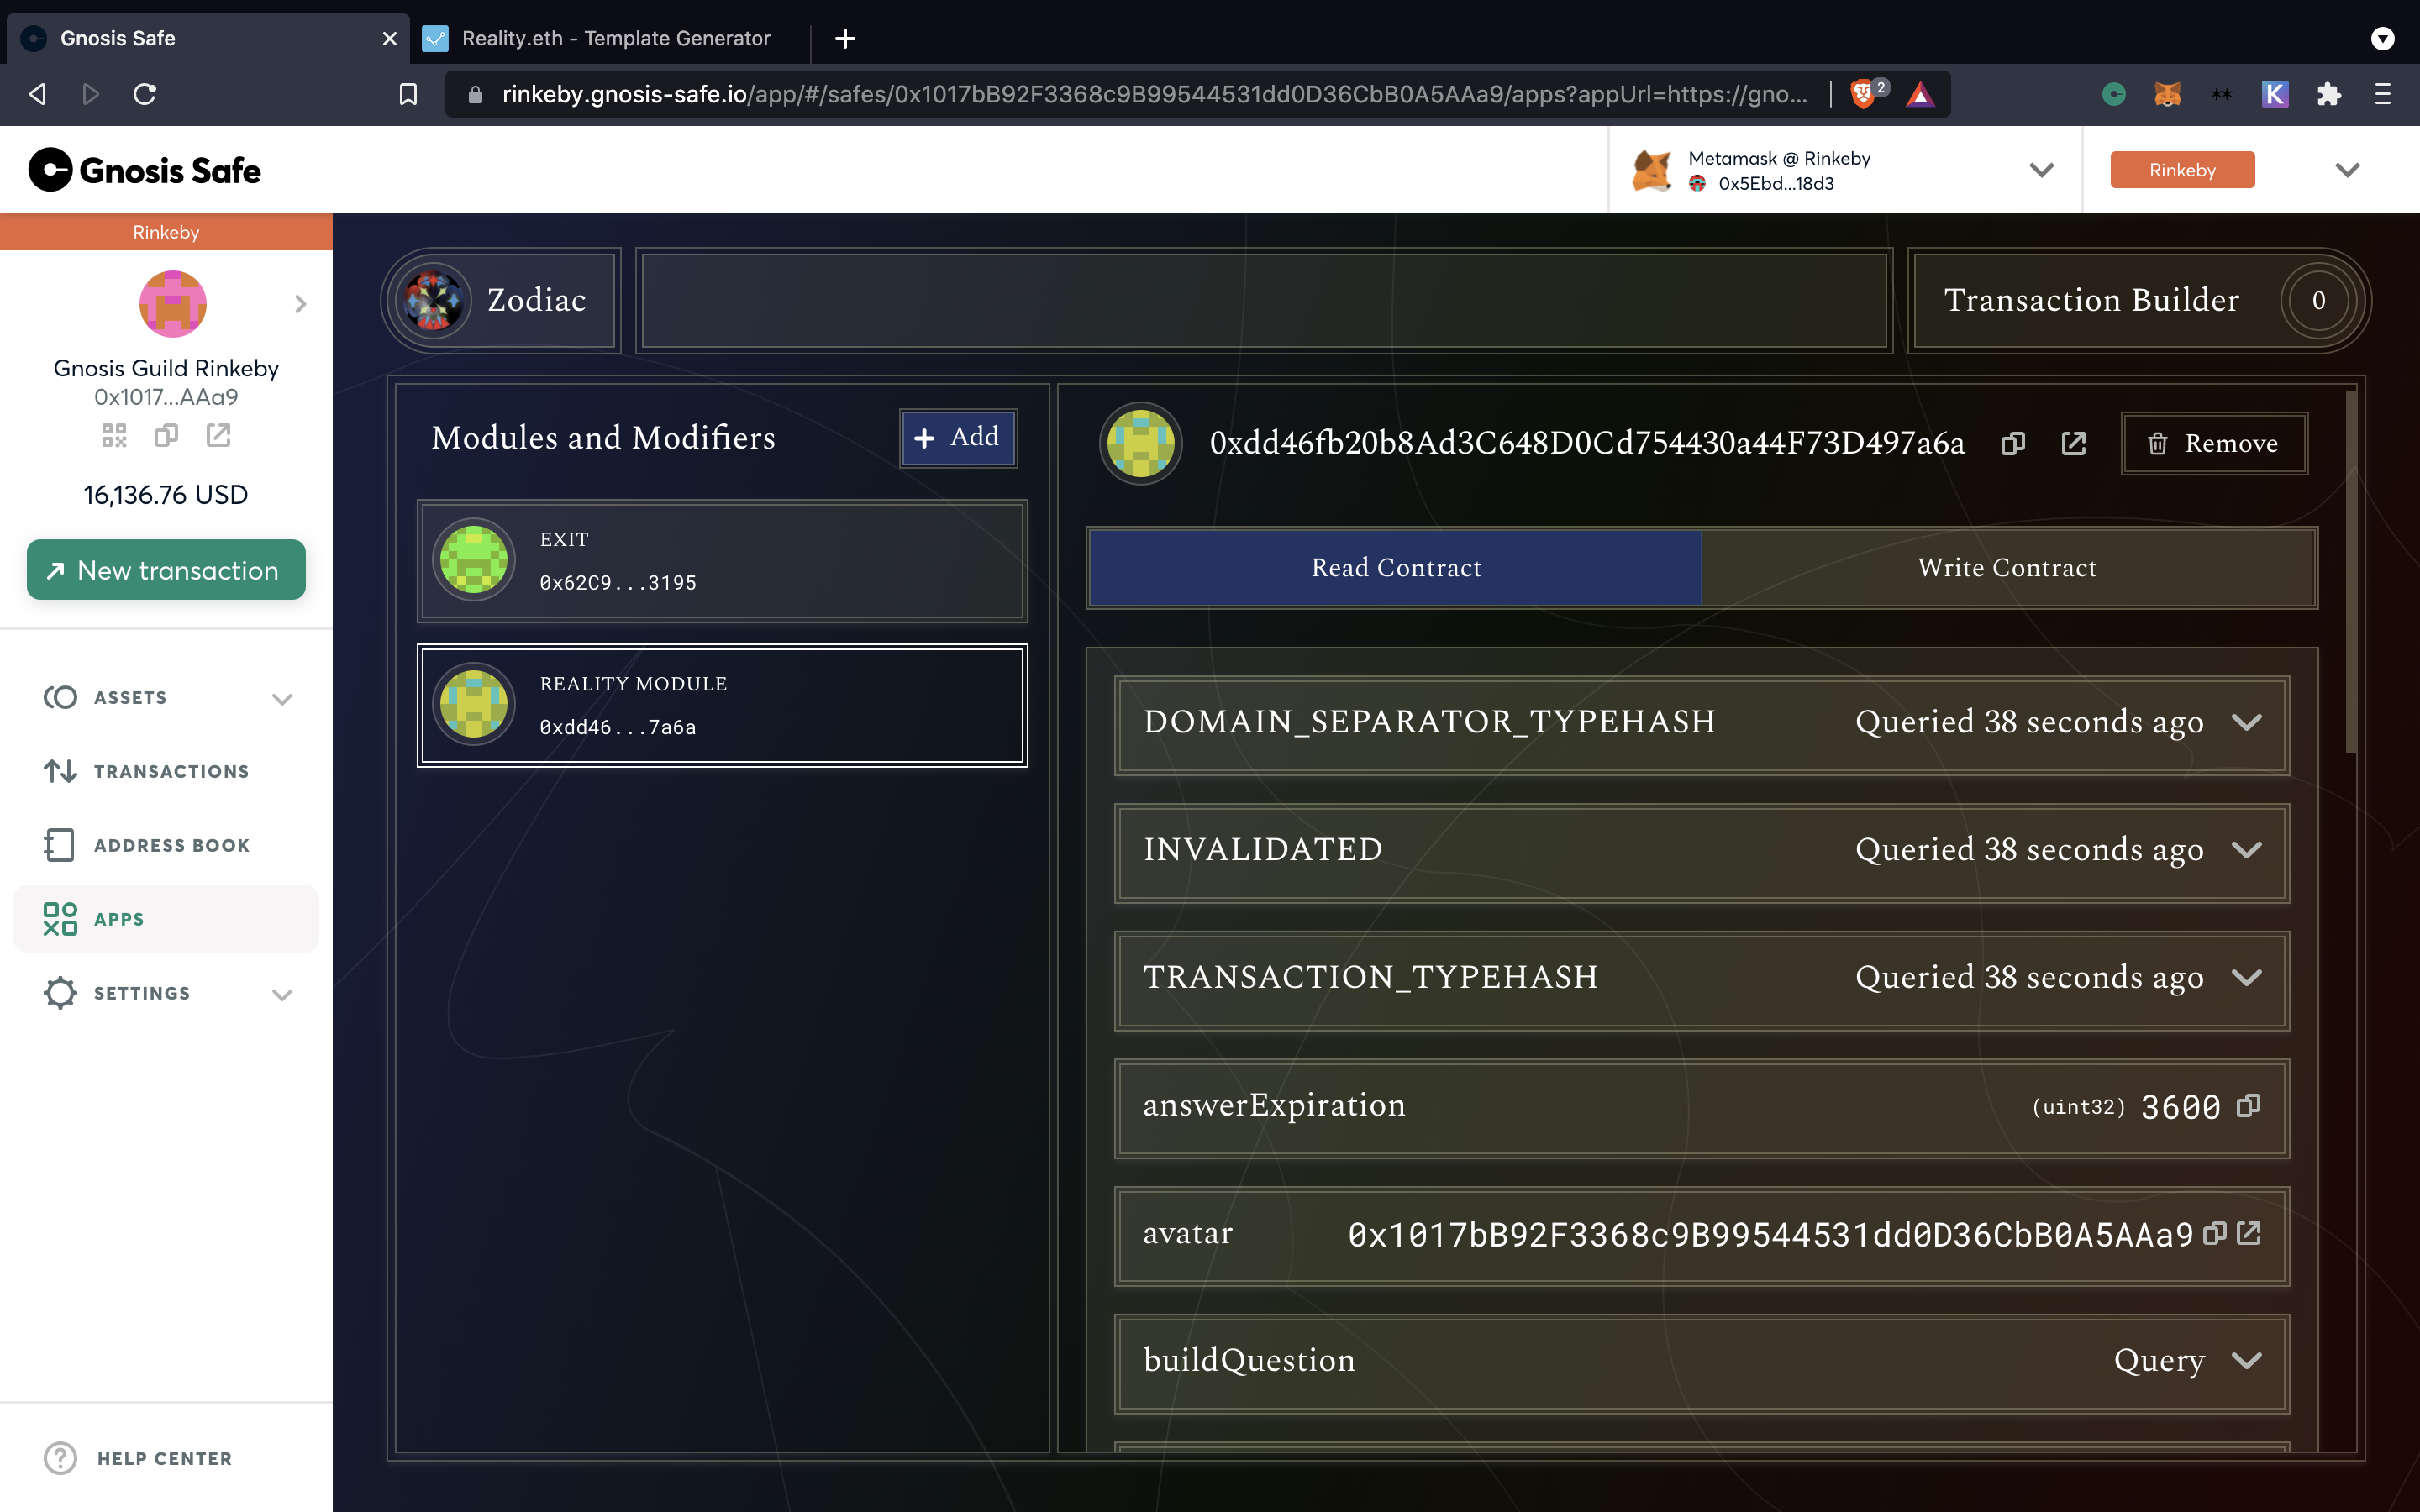 Gnosis Safe
Reality.eth - Template Generator
rinkeby.gnosis-safe.io/app/#/safes/0x1017bB92F3368c9B99544531dd0D36CbB0A5AAa9/apps?appUrl=https://gno...
2
K
Gnosis Safe
Metamask @ Rinkeby
0x5Ebd...18d3
Rinkeby
Rinkeby
Gnosis Guild Rinkeby
0x1017...AAa9
16,136.76 USD
New transaction
ASSETS
TRANSACTIONS
ADDRESS BOOK
APPS
SETTINGS
HELP CENTER
Zodiac
Transaction Builder
0
Modules and Modifiers
+ Add
EXIT
0x62C9...3195
REALITY MODULE
0xdd46...7a6a
0xdd46fb20b8Ad3C648D0Cd754430a44F73D497a6a
Remove
Read Contract
Write Contract
DOMAIN_SEPARATOR_TYPEHASH
Queried 38 seconds ago
INVALIDATED
Queried 38 seconds ago
TRANSACTION_TYPEHASH
Queried 38 seconds ago
answerExpiration
(uint32) 3600
avatar
0x1017bB92F3368c9B99544531dd0D36CbB0A5AAa9
buildQuestion
Query